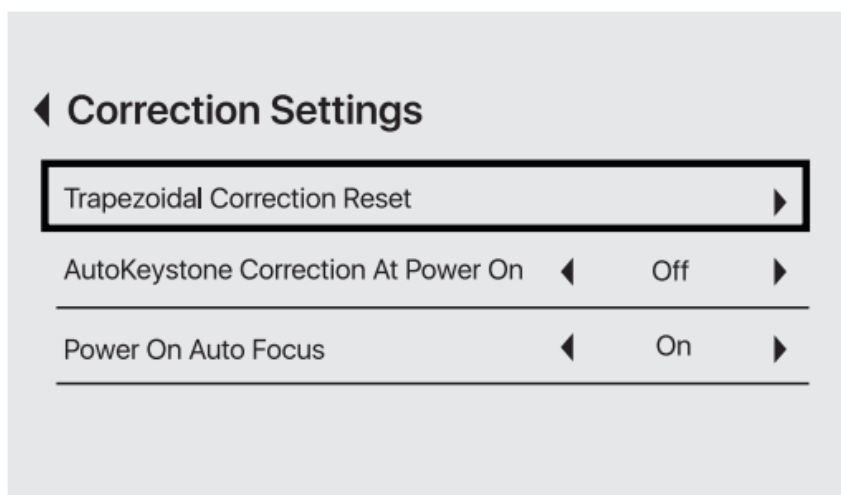 Correction Settings
Trapezoidal Correction Reset
AutoKeystone Correction At Power On Off
Power On Auto Focus On